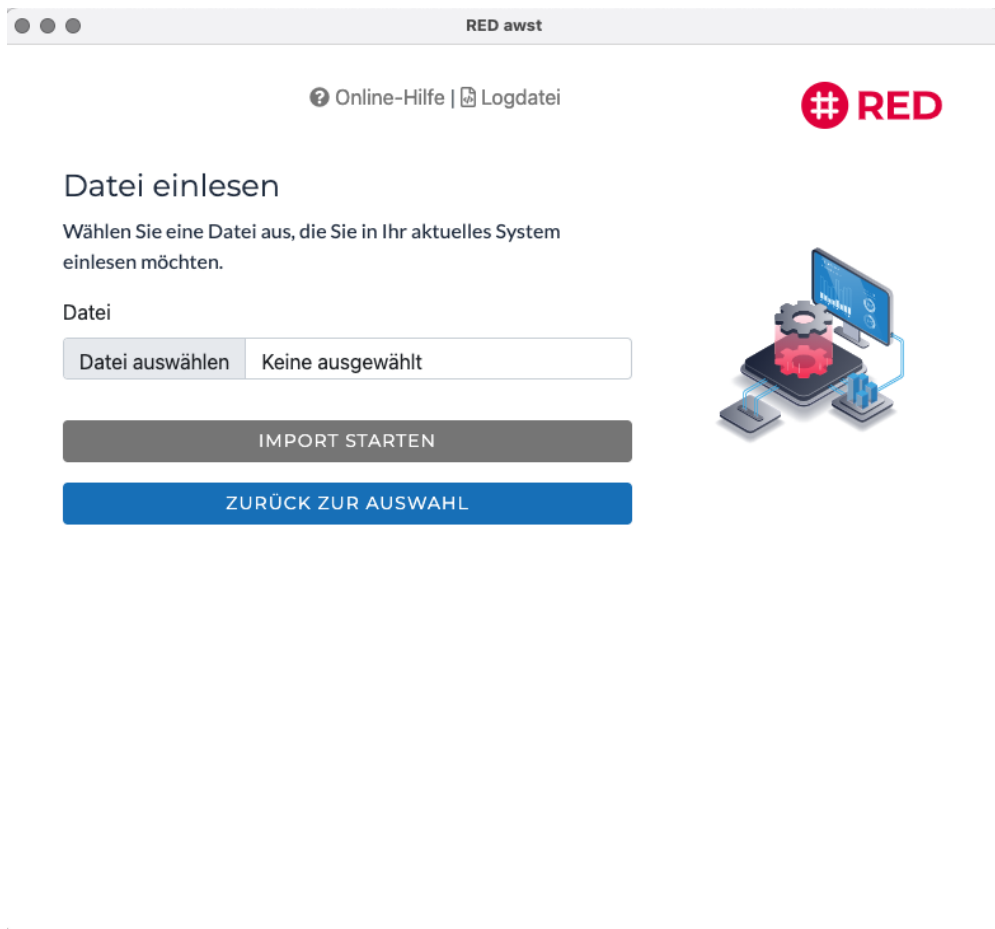 RED awst
Online-Hilfe | Logdatei
# RED
Datei einlesen
Wählen Sie eine Datei aus, die Sie in Ihr aktuelles System
einlesen möchten.
Datei
Datei auswählen Keine ausgewählt
IMPORT STARTEN
ZURÜCK ZUR AUSWAHL